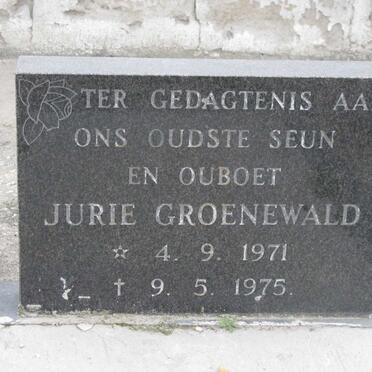 TER GEDAGTENIS AA
ONS OUDSTE SEUN
EN OUBOET
JURIE GROENEWALD
☆ 4. 9. 1971
† 9. 5. 1975.